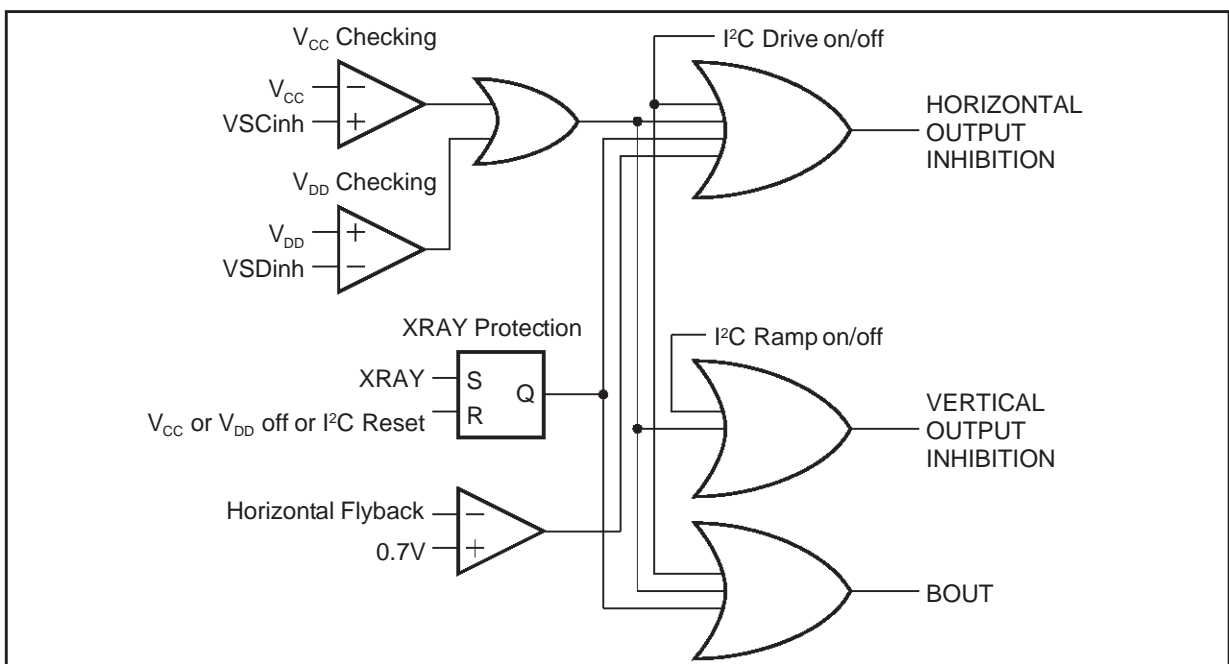 V_CC Checking
V_CC
VSCinh
−
+
V_DD Checking
V_DD
VSDinh
+
−
XRAY Protection
XRAY
V_CC or V_DD off or I²C Reset
S
R
Q
Horizontal Flyback
0.7V
−
+
I²C Drive on/off
HORIZONTAL
OUTPUT
INHIBITION
I²C Ramp on/off
VERTICAL
OUTPUT
INHIBITION
BOUT